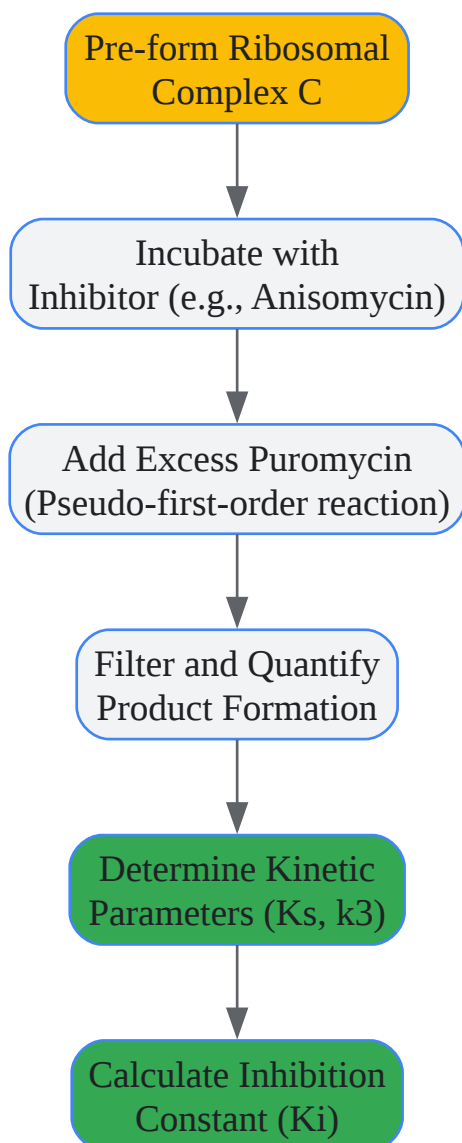 Pre-form Ribosomal
Complex C
Incubate with
Inhibitor (e.g., Anisomycin)
Add Excess Puromycin
(Pseudo-first-order reaction)
Filter and Quantify
Product Formation
Determine Kinetic
Parameters (Ks, k3)
Calculate Inhibition
Constant (Ki)